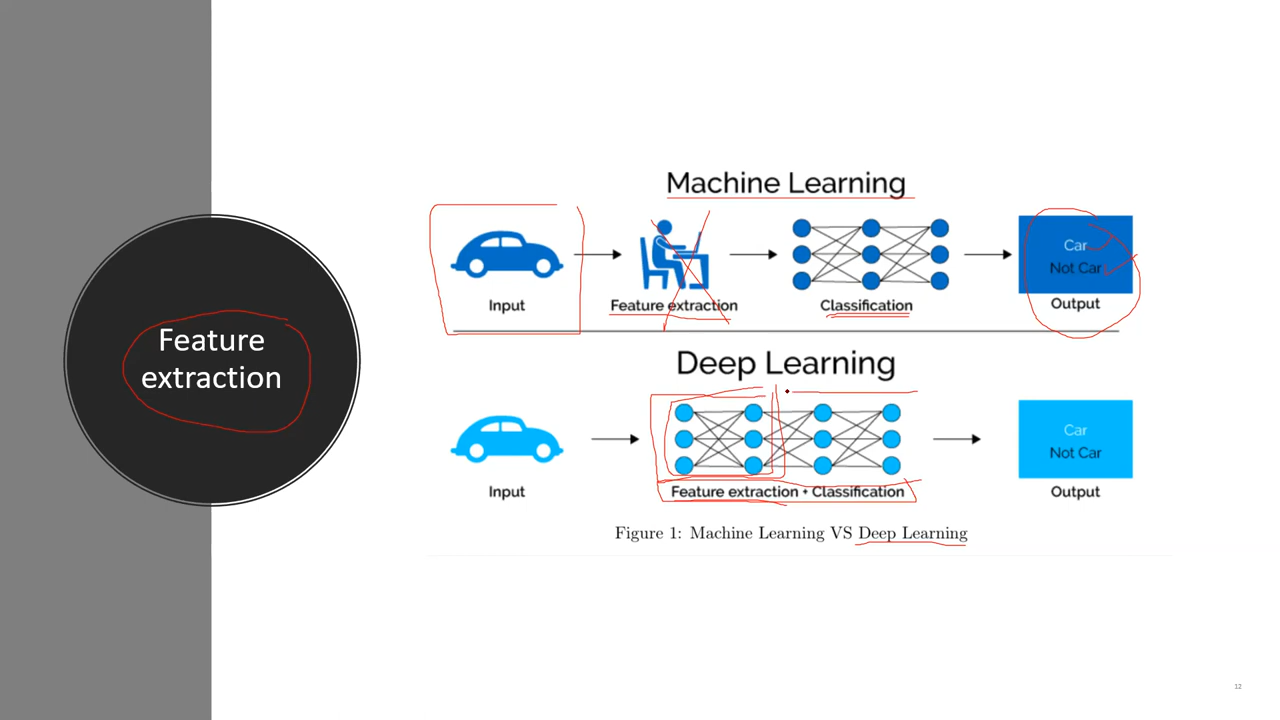 Feature
extraction
Machine Learning
Input
Feature extraction
Classification
Car
Not Car
Output
Deep Learning
Input
Feature extraction + Classification
Car
Not Car
Output
Figure 1: Machine Learning VS Deep Learning
12